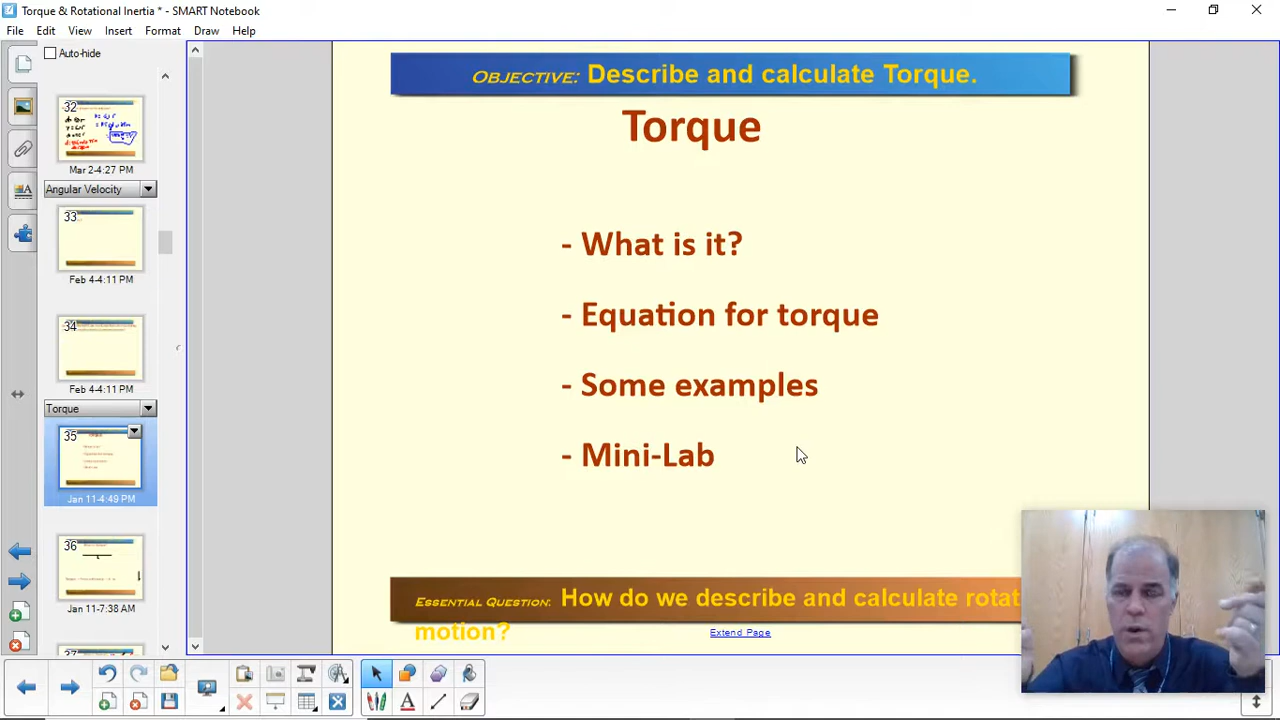 Torque & Rotational Inertia * - SMART Notebook
File Edit View Insert Format Draw Help
Auto-hide
32
Mar 2-4:27 PM
Angular Velocity
33
Feb 4-4:11 PM
34
Feb 4-4:11 PM
Torque
35
Jan 11-4:49 PM
36
Jan 11-7:38 AM
37
OBJECTIVE: Describe and calculate Torque.
Torque
- What is it?
- Equation for torque
- Some examples
- Mini-Lab
ESSENTIAL QUESTION: How do we describe and calculate rotat
motion?
Extend Page